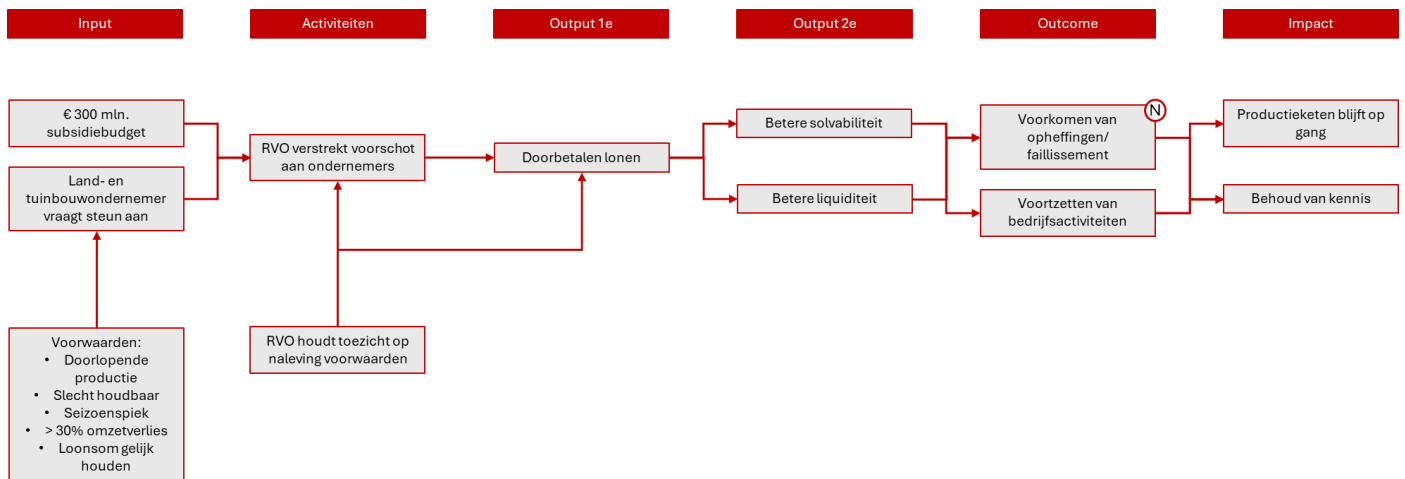 Input
Activiteiten
Output 1e
Output 2e
Outcome
Impact
€ 300 mln.
subsidiebudget
Land- en
tuinbouwondernemer
vraagt steun aan
Voorwaarden:
• Doorlopende
productie
• Slecht houdbaar
• Seizoenspiek
• > 30% omzetverlies
• Loonsom gelijk
houden
RVO verstrekt voorschot
aan ondernemers
RVO houdt toezicht op
naleving voorwaarden
Doorbetalen lonen
Betere solvabiliteit
Betere liquiditeit
N
Voorkomen van
opheffingen/
faillissement
Voortzetten van
bedrijfsactiviteiten
Productieketen blijft op
gang
Behoud van kennis